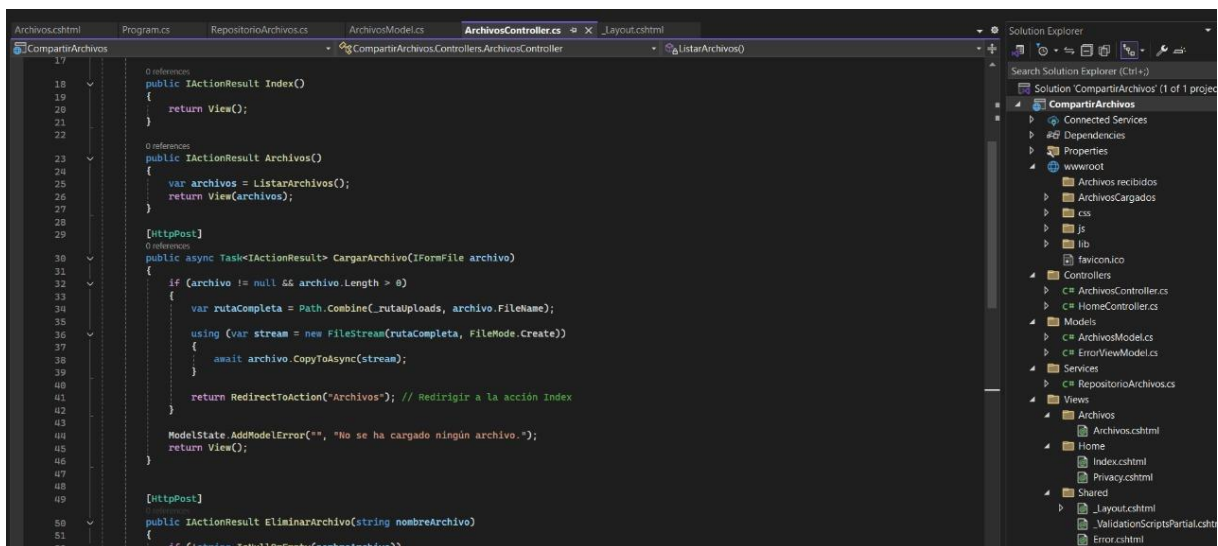 Archivos.cshtml Program.cs RepositorioArchivos.cs ArchivosModel.cs ArchivosController.cs _Layout.cshtml
CompartirArchivos CompartirArchivos.Controllers.ArchivosController ListarArchivos()
17
0 references
18 public IActionResult Index()
19 {
20 return View();
21 }
22
0 references
23 public IActionResult Archivos()
24 {
25 var archivos = ListarArchivos();
26 return View(archivos);
27 }
28
29 [HttpPost]
0 references
30 public async Task<IActionResult> CargarArchivo(IFormFile archivo)
31 {
32 if (archivo != null && archivo.Length > 0)
33 {
34 var rutaCompleta = Path.Combine(_rutaUploads, archivo.FileName);
35
36 using (var stream = new FileStream(rutaCompleta, FileMode.Create))
37 {
38 await archivo.CopyToAsync(stream);
39 }
40
41 return RedirectToAction("Archivos"); // Redirigir a la acción Index
42 }
43
44 ModelState.AddModelError("", "No se ha cargado ningún archivo.");
45 return View();
46 }
47
48
49 [HttpPost]
0 references
50 public IActionResult EliminarArchivo(string nombreArchivo)
51 {
Solution Explorer
Search Solution Explorer (Ctrl+;)
Solution 'CompartirArchivos' (1 of 1 projec
CompartirArchivos
Connected Services
Dependencies
Properties
wwwroot
Archivos recibidos
ArchivosCargados
css
js
lib
favicon.ico
Controllers
C# ArchivosController.cs
C# HomeController.cs
Models
C# ArchivosModel.cs
C# ErrorViewModel.cs
Services
C# RepositorioArchivos.cs
Views
Archivos
Archivos.cshtml
Home
Index.cshtml
Privacy.cshtml
Shared
_Layout.cshtml
_ValidationScriptsPartial.cshtm
Error.cshtml